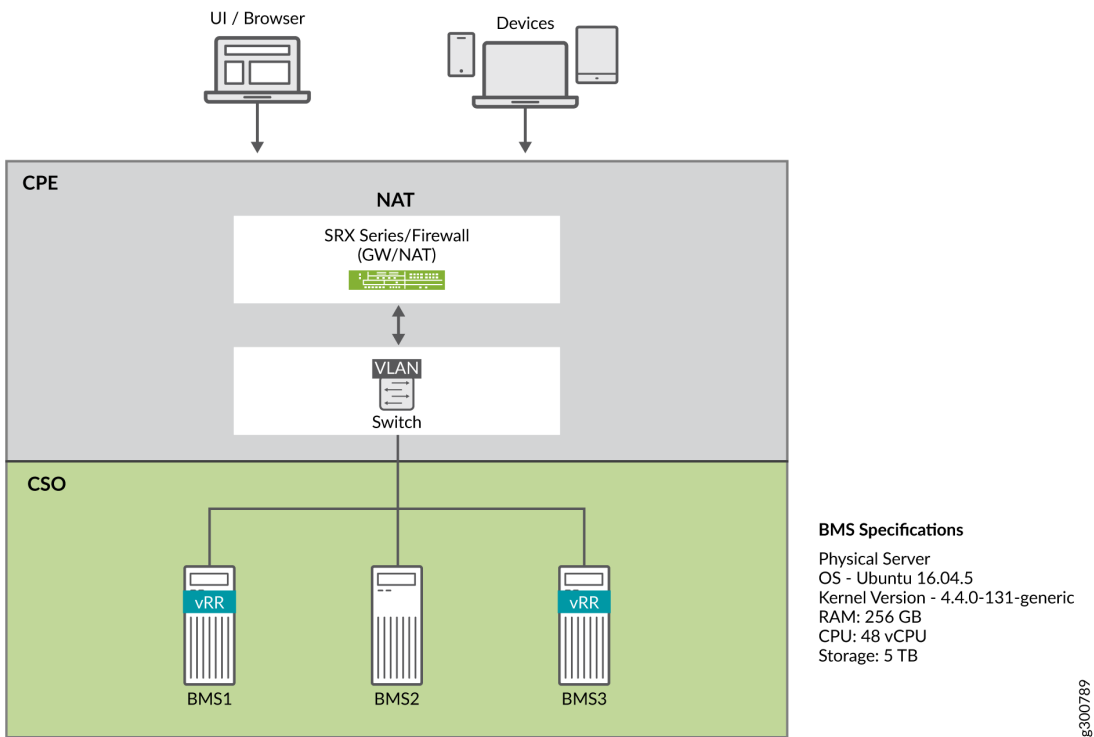 UI / Browser
Devices
CPE
NAT
SRX Series/Firewall
(GW/NAT)
VLAN
Switch
CSO
vRR
vRR
BMS1
BMS2
BMS3
BMS Specifications
Physical Server
OS - Ubuntu 16.04.5
Kernel Version - 4.4.0-131-generic
RAM: 256 GB
CPU: 48 vCPU
Storage: 5 TB
g300789